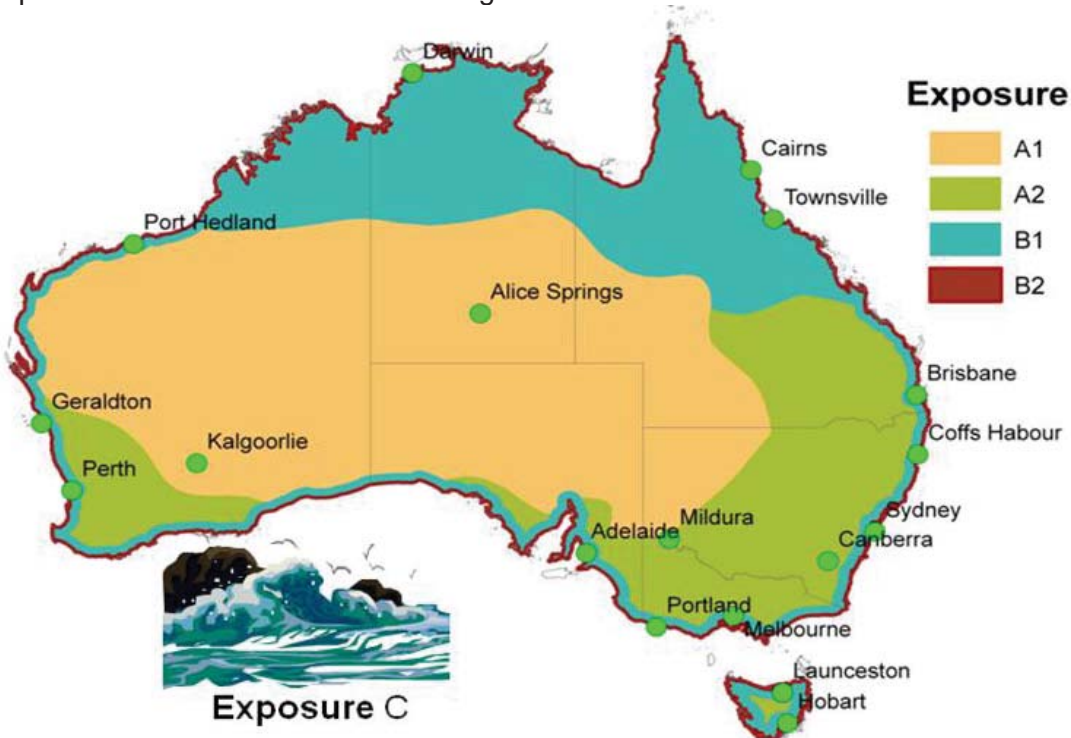 Darwin
Exposure
A1
Cairns
A2
Townsville
B1
Port Hedland
B2
Alice Springs
Brisbane
Geraldton
Coffs Habour
Kalgoorlie
Perth
Sydney
Mildura
Adelaide
Canberra
Portland
Melbourne
Launceston
Hobart
Exposure C